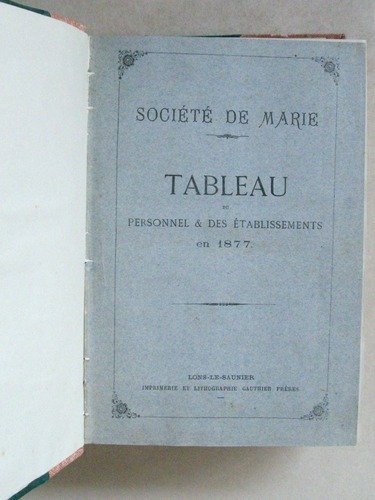 SOCIÉTÉ DE MARIE
TABLEAU
DU
PERSONNEL & DES ÉTABLISSEMENTS
en 1877.
LONS-LE-SAUNIER
IMPRIMERIE ET LITHOGRAPHIE GAUTHIER FRÈRES.